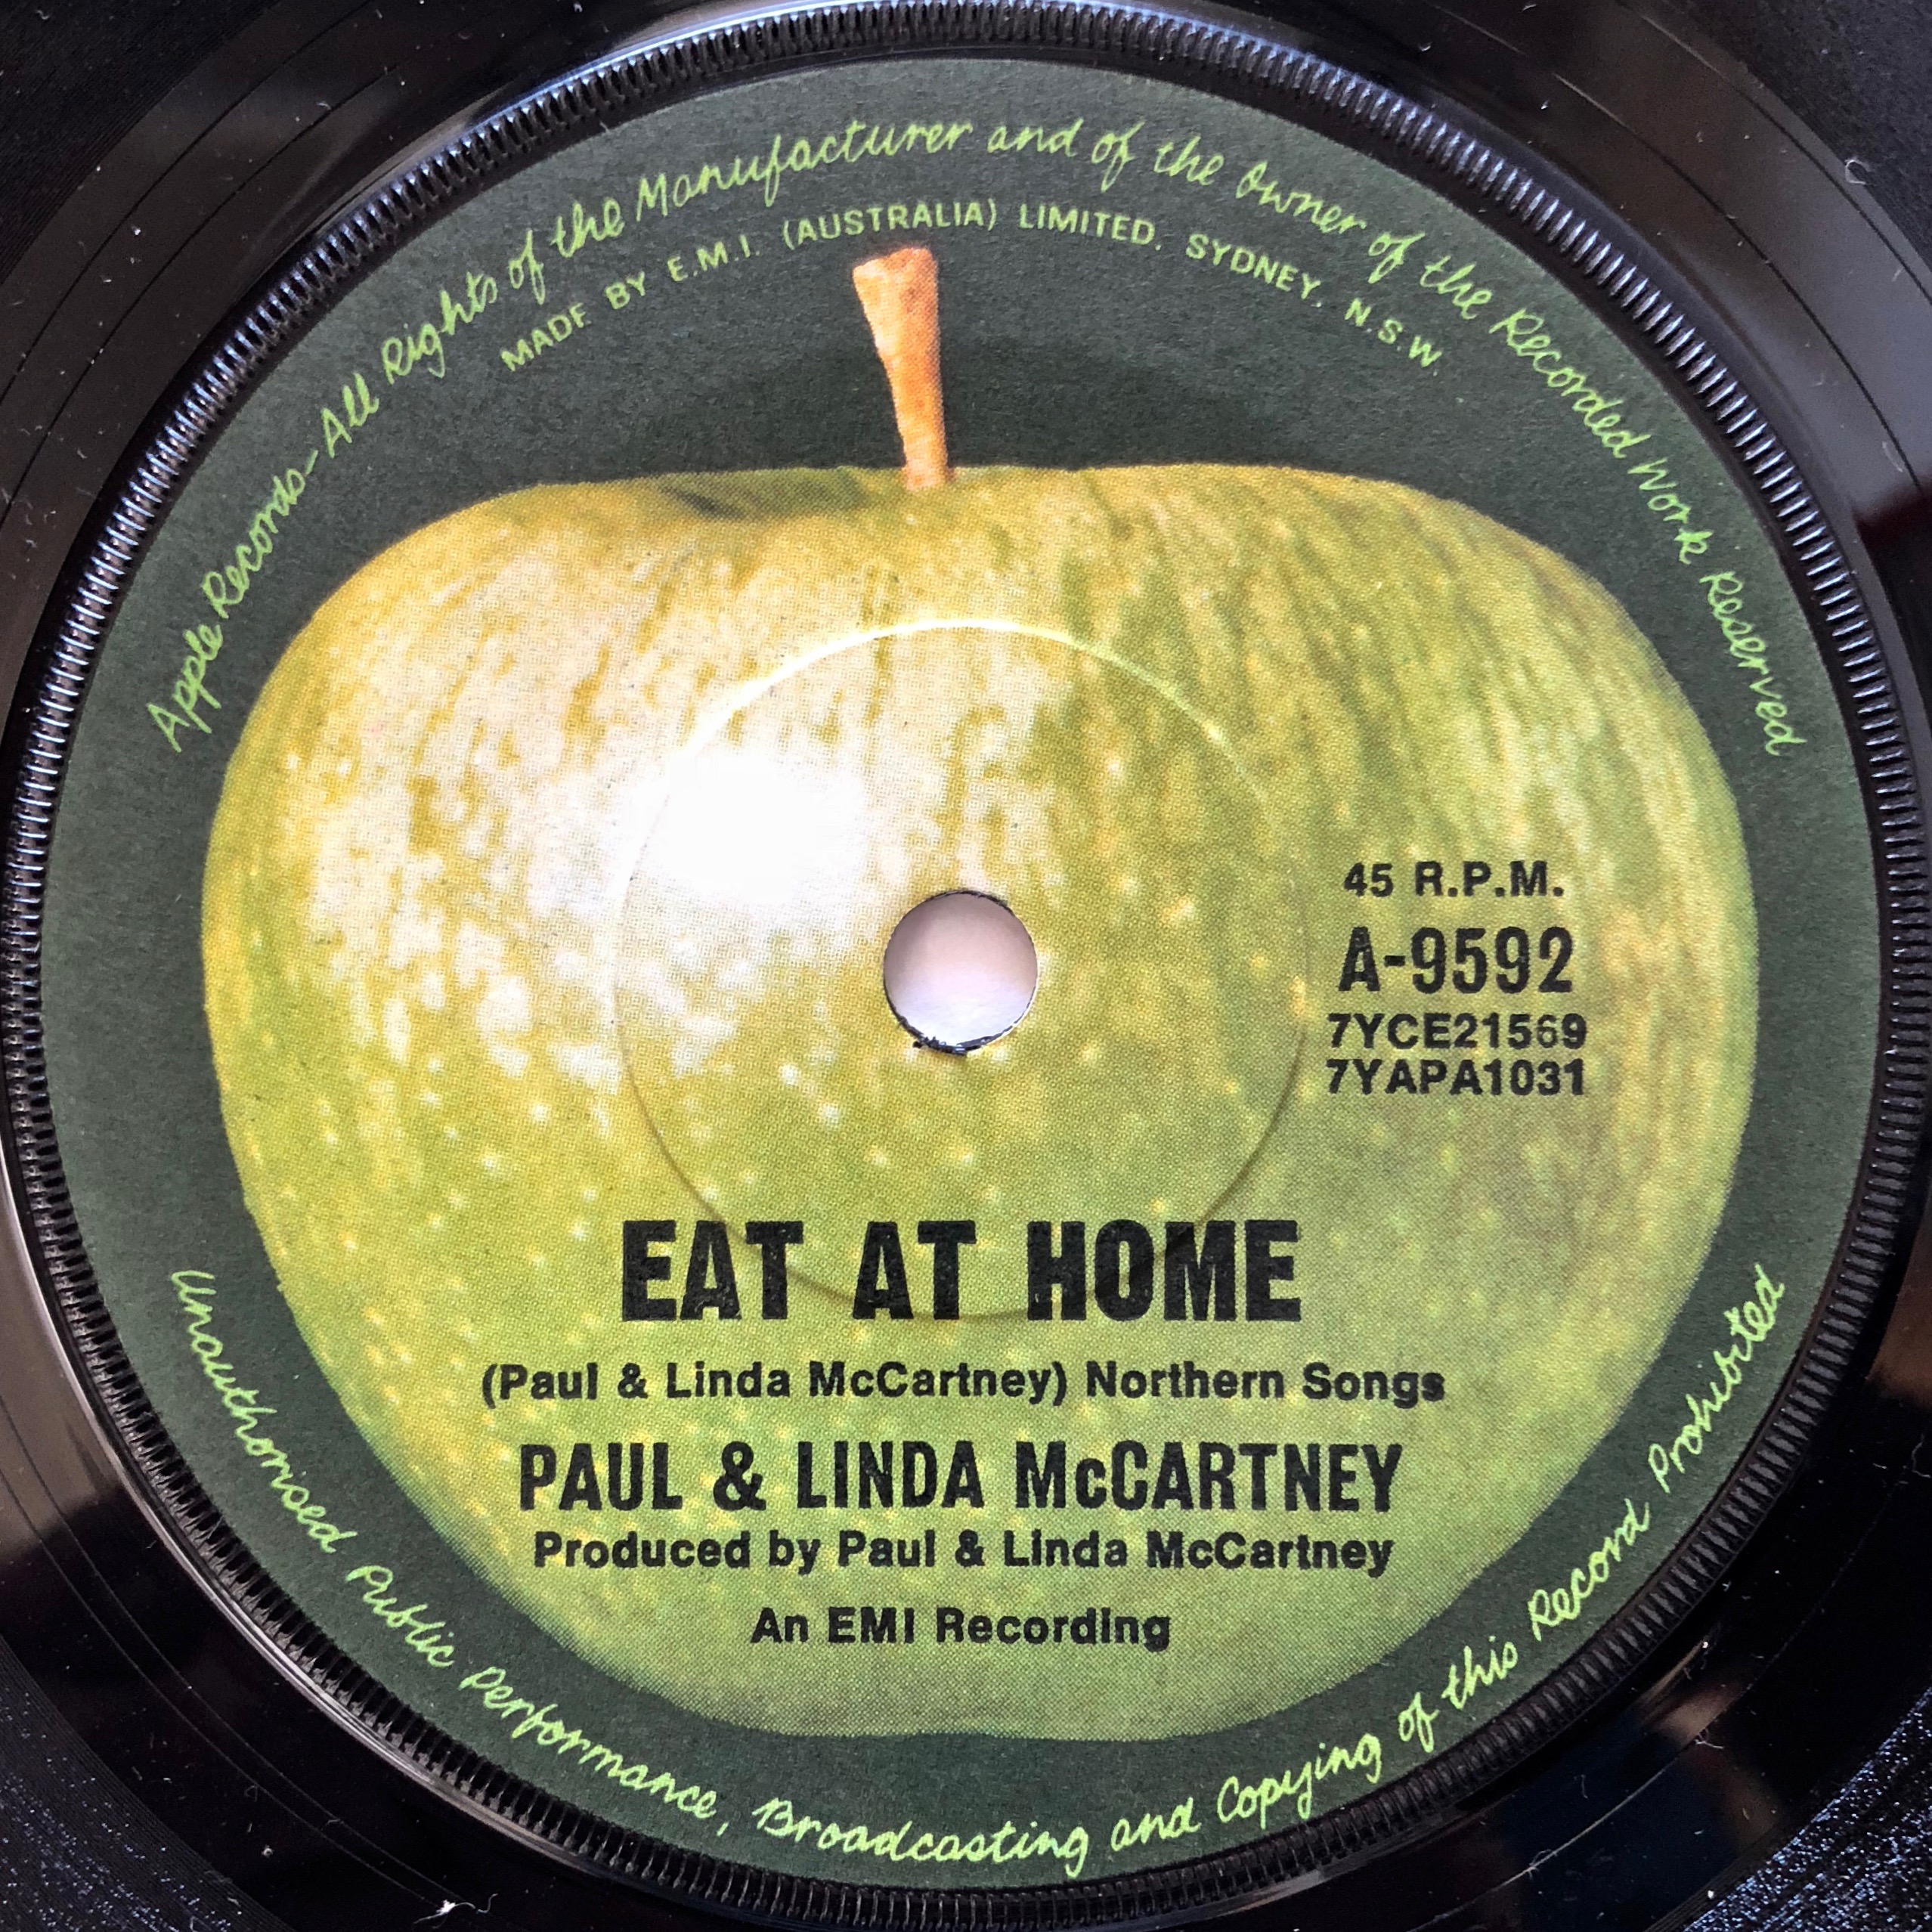 Apple Records-All Rights of the Manufacturer and of the Owner of the Recorded Work Reserved
MADE BY E.M.I. (AUSTRALIA) LIMITED. SYDNEY. N.S.W.
45 R.P.M.
A-9592
7YCE21569
7YAPA1031
EAT AT HOME
(Paul & Linda McCartney) Northern Songs
PAUL & LINDA McCARTNEY
Produced by Paul & Linda McCartney
An EMI Recording
Unauthorised Public Performance, Broadcasting and Copying of this Record Prohibited